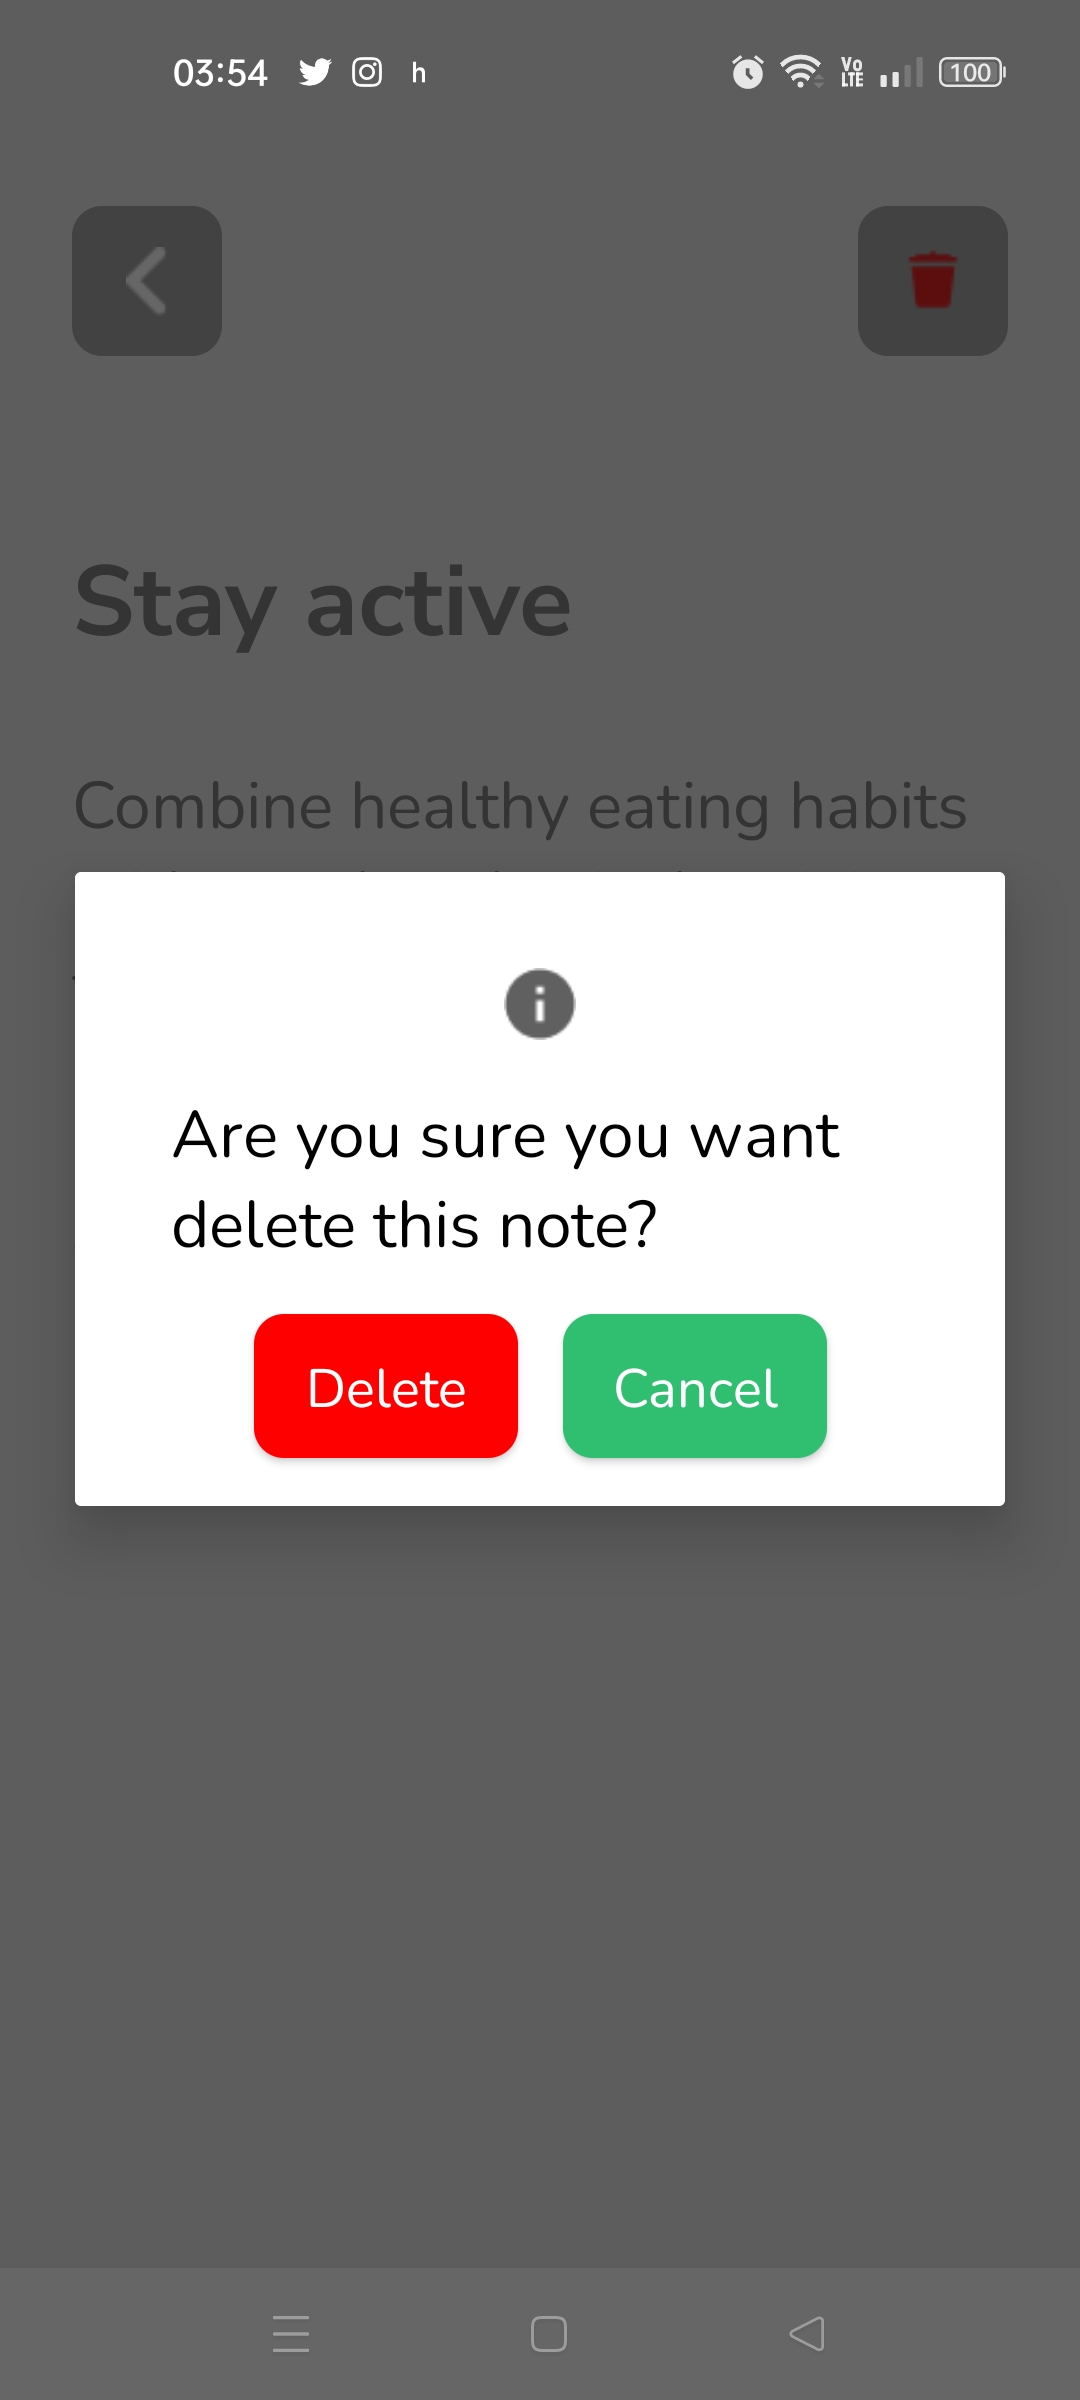 03:54 h Vo LTE 100
Stay active
Combine healthy eating habits
Are you sure you want
delete this note?
Delete Cancel